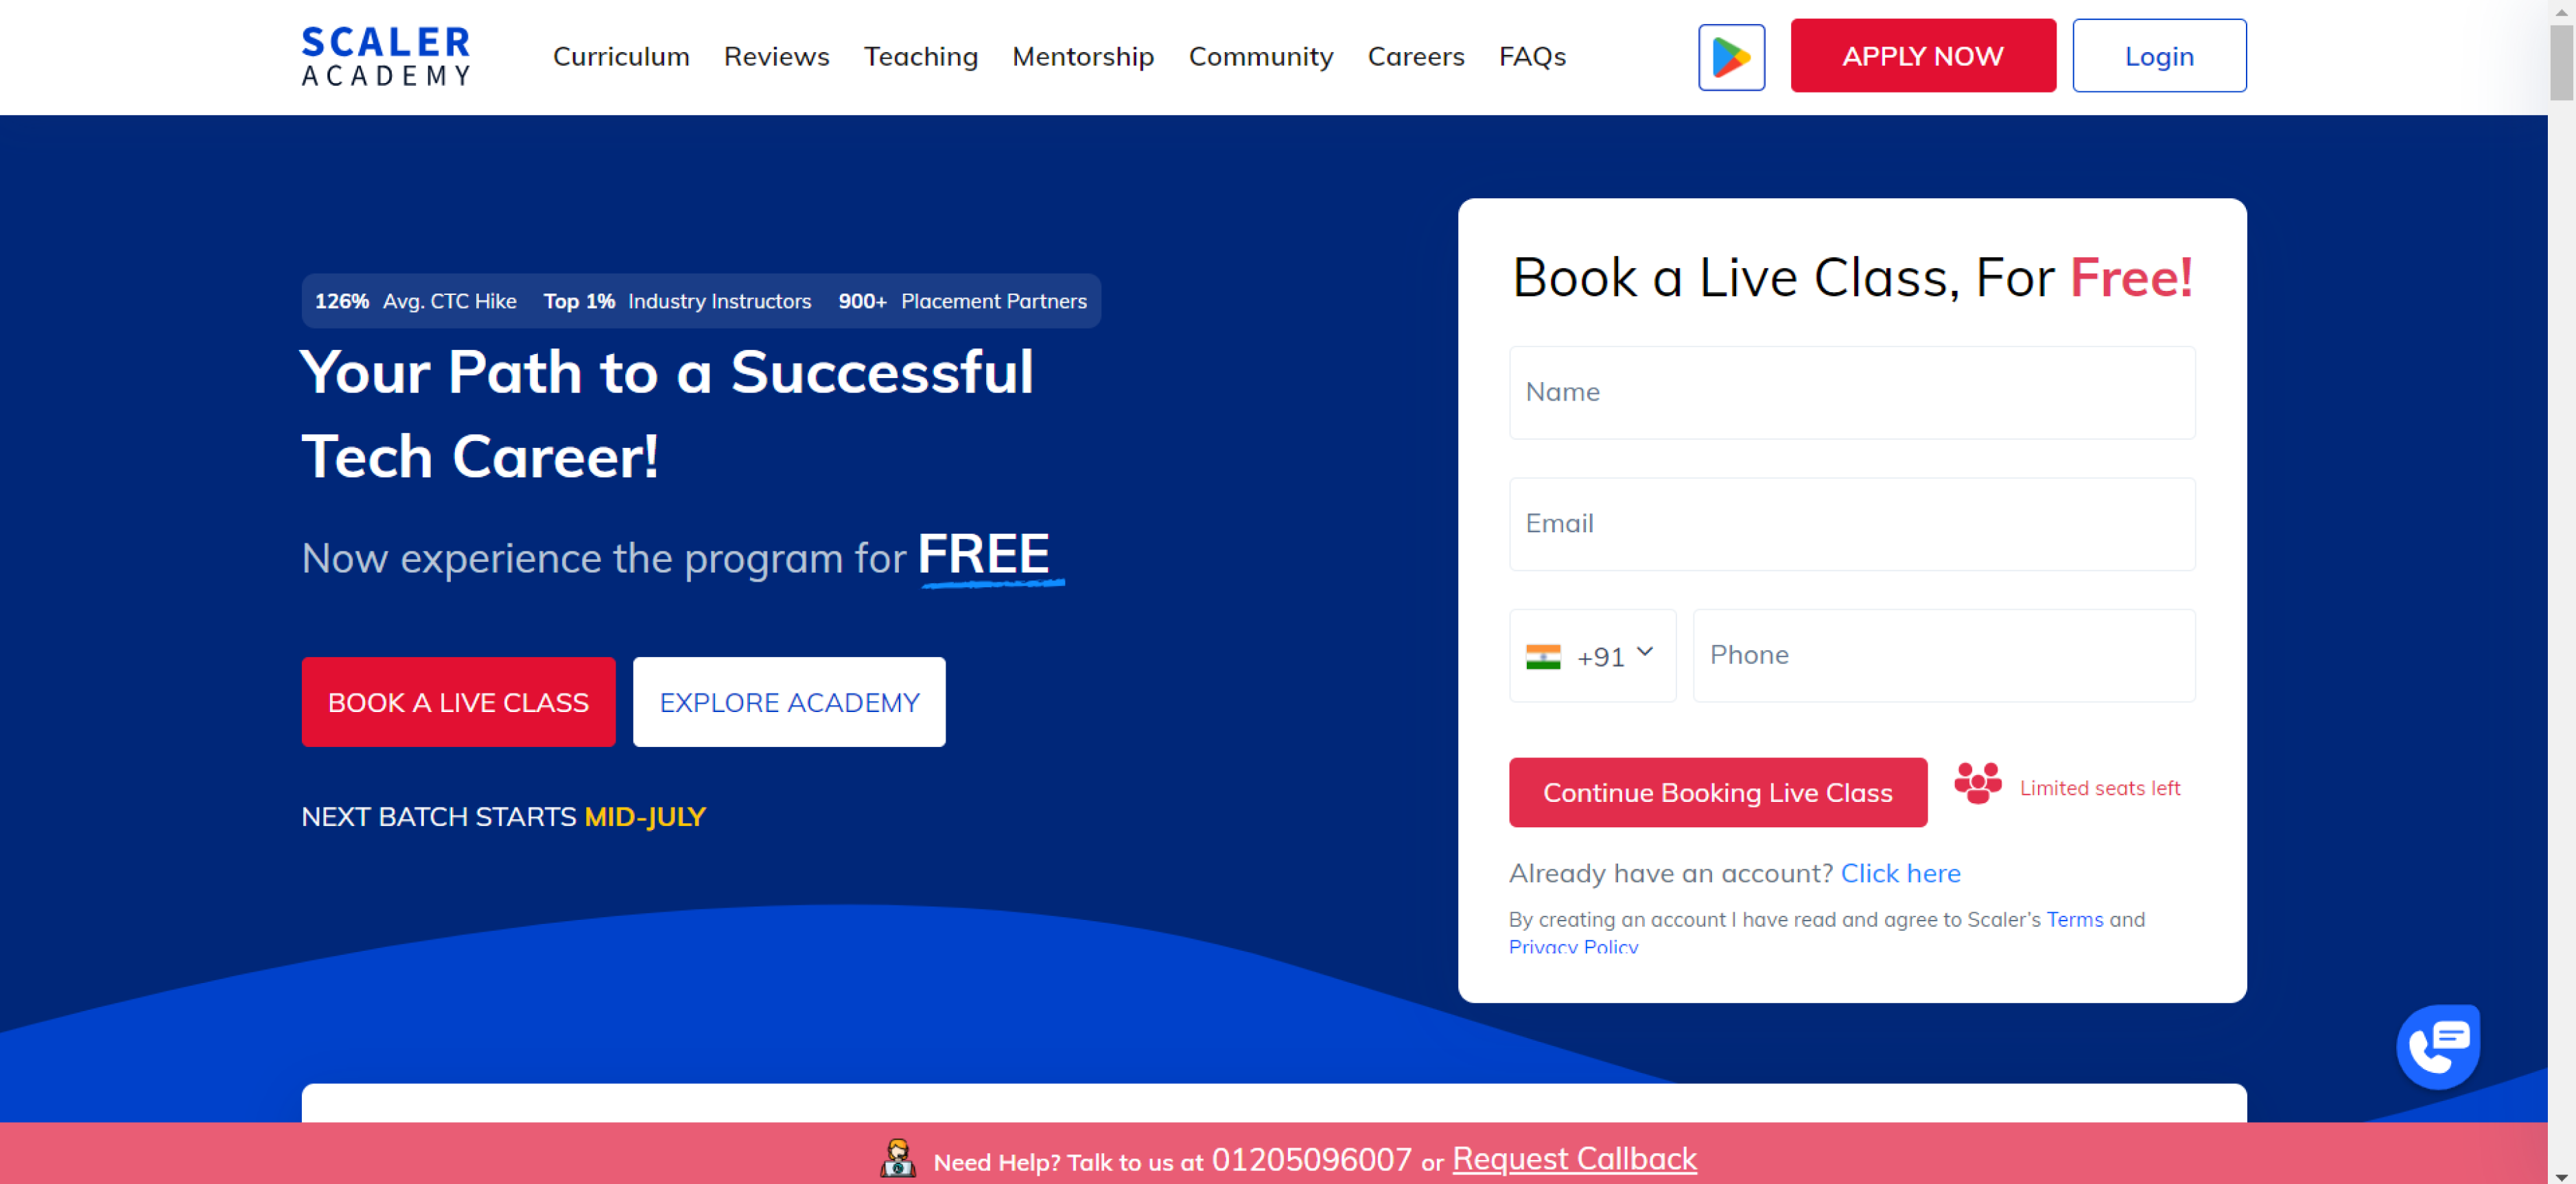 SCALER
ACADEMY
Curriculum Reviews Teaching Mentorship Community Careers FAQs
APPLY NOW
Login
126% Avg. CTC Hike Top 1% Industry Instructors 900+ Placement Partners
Your Path to a Successful
Tech Career!
Now experience the program for FREE
BOOK A LIVE CLASS
EXPLORE ACADEMY
NEXT BATCH STARTS MID-JULY
Book a Live Class, For Free!
Name
Email
+91
Phone
Continue Booking Live Class
Limited seats left
Already have an account? Click here
By creating an account I have read and agree to Scaler's Terms and
Privacy Policy
Need Help? Talk to us at 01205096007 or Request Callback